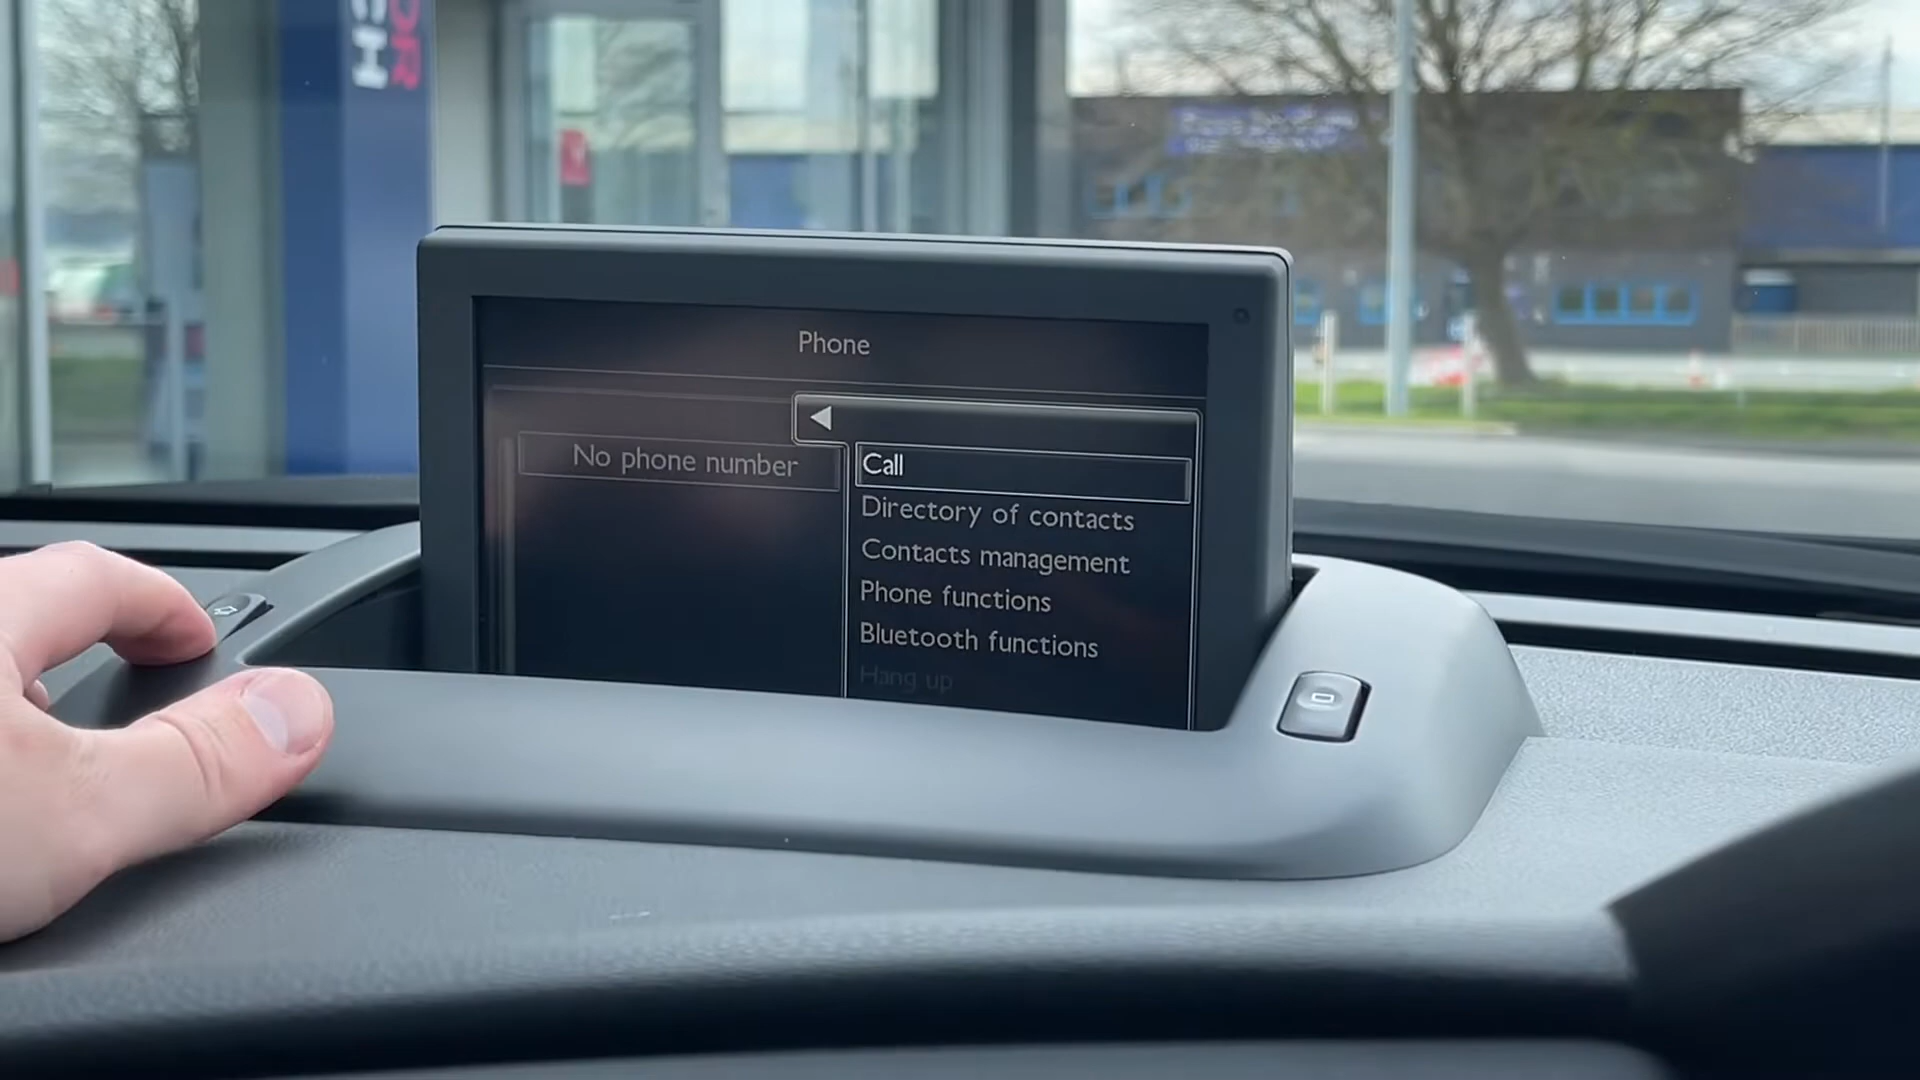 Phone
No phone number
Call
Directory of contacts
Contacts management
Phone functions
Bluetooth functions
Hang up